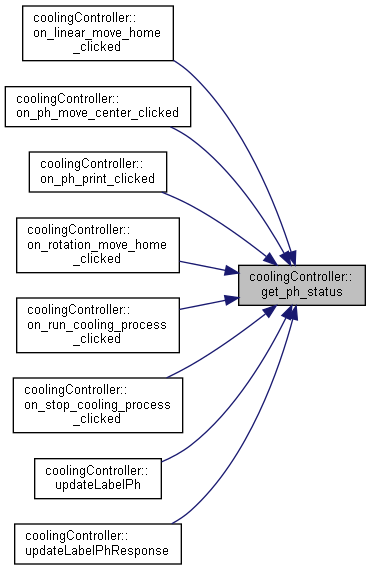 coolingController::
on_linear_move_home
_clicked
coolingController::
on_ph_move_center_clicked
coolingController::
on_ph_print_clicked
coolingController::
on_rotation_move_home
_clicked
coolingController::
get_ph_status
coolingController::
on_run_cooling_process
_clicked
coolingController::
on_stop_cooling_process
_clicked
coolingController::
updateLabelPh
coolingController::
updateLabelPhResponse